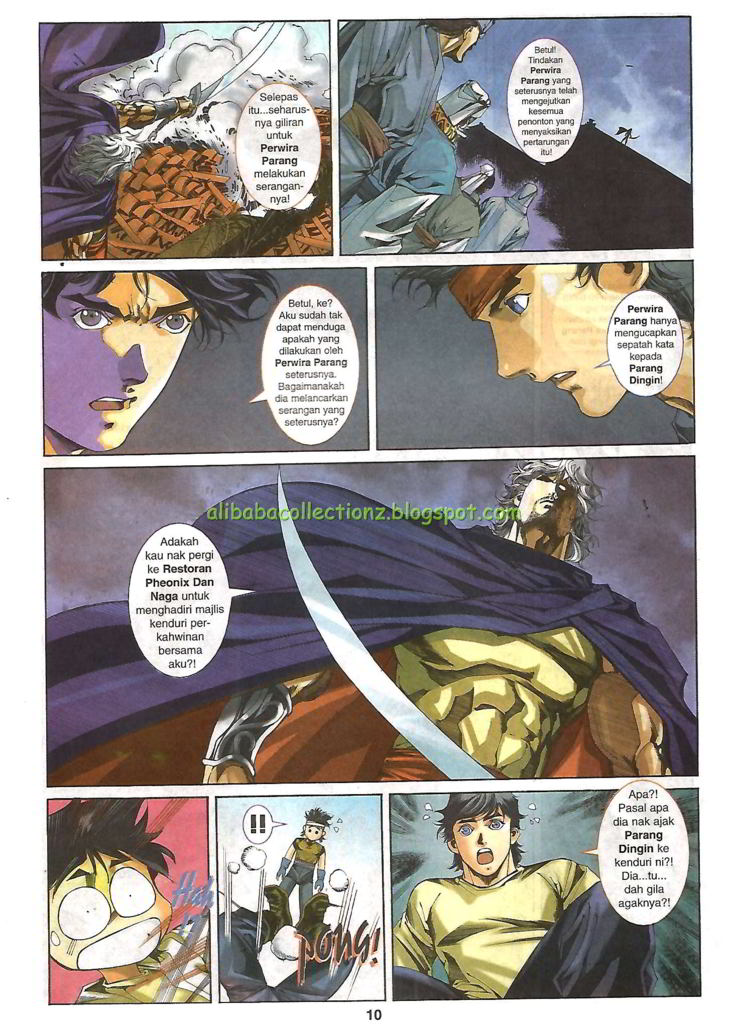 Selepas
itu...seharus-
nya giliran
untuk
Perwira
Parang
melakukan
serangan-
nya!
Betul!
Tindakan
Perwira
Parang yang
seterusnya telah
mengejutkan
kesemua
penonton yang
menyaksikan
pertarungan
itu!
Betul, ke?
Aku sudah tak
dapat menduga
apakah yang
dilakukan oleh
Perwira Parang
seterusnya.
Bagaimanakah
dia melancarkan
serangan yang
seterusnya?
Perwira
Parang hanya
mengucapkan
sepatah kata
kepada
Parang
Dingin!
alibabacollectionz.blogspot.com
Adakah
kau nak pergi
ke Restoran
Pheonix Dan
Naga untuk
menghadiri majlis
kenduri per-
kahwinan
bersama
aku?!
Huh
!!
PONG!
Apa?!
Pasal apa
dia nak ajak
Parang
Dingin ke
kenduri ni?!
Dia...tu...
dah gila
agaknya?!
10